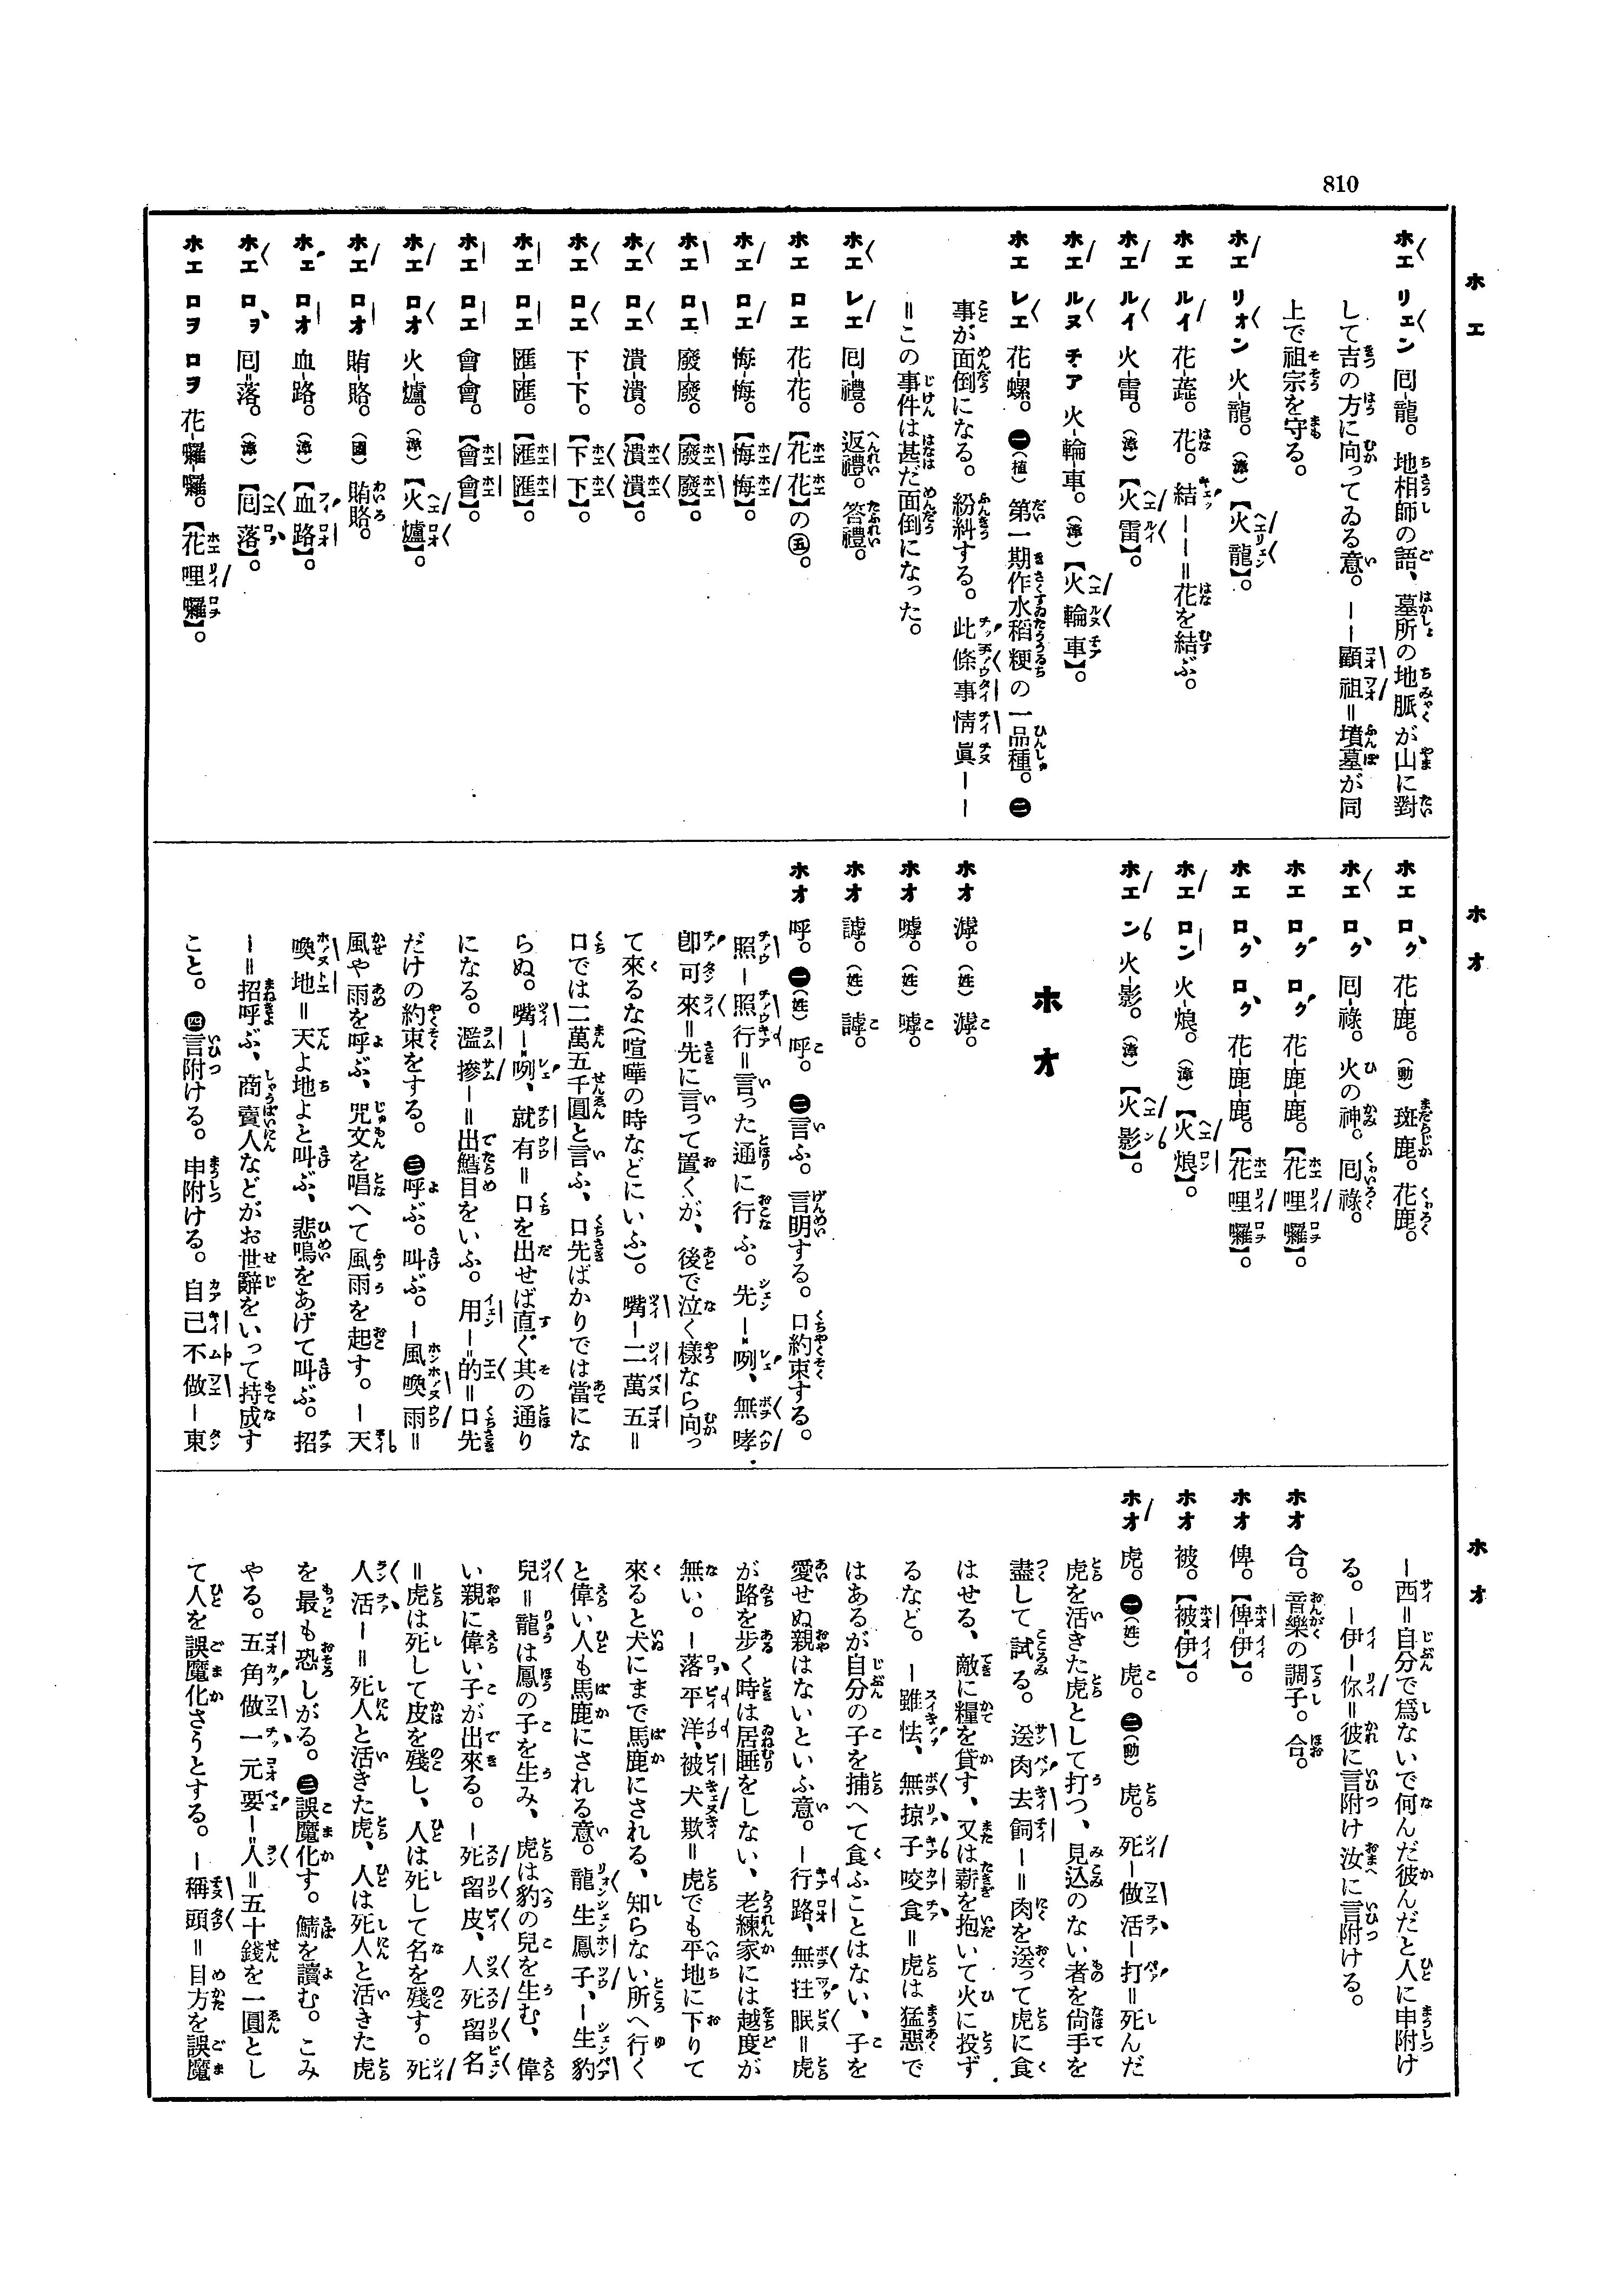 810
ホエ
ホエ リエン 囘-龍。 地相師の語、墓所の地脈が山に對
して吉の方に向ってゐる意。——顧祖＝墳墓が同
上で祖宗を守る。
ホエ リオン 火-龍。(漳)【火龍】。
ホエ ルイ 花-蕋。 花。 結——＝花を結ぶ。
ホエ ルイ 火-雷。(漳)【火雷】。
ホエ ルヌ チア 火-輪-車。(漳)【火輪車】。
ホエ レエ 花-螺。 ㊀(植) 第一期作水稻粳の一品種。 ㊁
事が面倒になる。紛糾する。 此條事情眞——
＝この事件は甚だ面倒になった。
ホエ レエ 囘-禮。 返禮。答禮。
ホエ ロエ 花-花。【花花】の㊄。
ホエ ロエ 悔-悔。【悔悔】。
ホエ ロエ 廢-廢。【廢廢】。
ホエ ロエ 潰-潰。【潰潰】。
ホエ ロエ 下-下。【下下】。
ホエ ロエ 匯-匯。【匯匯】。
ホエ ロエ 會-會。【會會】。
ホエ ロオ 火-爐。(漳)【火爐】。
ホエ ロオ 賄-賂。(國) 賄賂。
ホエ ロオ 血-路。(漳)【血路】。
ホエ ロヲ 囘-落。(漳)【囘落】。
ホエ ロヲ ロヲ 花-囉-囉。【花哩囉】。
ホオ
ホエ ロク 花-鹿。(動) 斑鹿。花鹿。
ホエ ロク 囘-祿。 火の神。囘祿。
ホエ ロク ロク 花-鹿-鹿。【花哩囉】。
ホエ ロク ロク 花-鹿-鹿。【花哩囉】。
ホエ ロン 火-烺。(漳)【火烺】。
ホエ ン 火-影。(漳)【火影】。
ホオ
ホオ 滹。(姓) 滹。
ホオ 嘑。(姓) 嘑。
ホオ 謼。(姓) 謼。
ホオ 呼。 ㊀(姓) 呼。 ㊁言ふ。言明する。口約束する。
照—照行＝言った通に行ふ。 先—咧、無哮
卽可來＝先に言って置くが、後で泣く樣なら向っ
て來るな(喧嘩の時などにいふ)。 嘴—二萬五＝
口では二萬五千圓と言ふ、口先ばかりでは當にな
らぬ。嘴—咧、就有＝口を出せば直ぐ其の通り
になる。 濫摻—＝出鱈目をいふ。 用—的＝口先
だけの約束をする。 ㊂呼ぶ。叫ぶ。—風喚雨＝
風や雨を呼ぶ、咒文を唱へて風雨を起す。—天
喚地＝天よ地よと叫ぶ、悲鳴をあげて叫ぶ。招
—＝招呼ぶ、商賣人などがお世辭をいって持成す
こと。 ㊃言附ける。申附ける。 自己不做—東
ホオ
—西＝自分で爲ないで何んだ彼んだと人に申附け
る。—伊—你＝彼に言附け汝に言附ける。
ホオ 合。 音樂の調子。合。
ホオ 俾。【俾伊】。
ホオ 被。【被伊】。
ホオ 虎。 ㊀(姓) 虎。 ㊁(動) 虎。 死—做活—打＝死んだ
虎を活きた虎として打つ、見込のない者を尙手を
盡して試る。 送肉去飼—＝肉を送って虎に食
はせる、敵に糧を貸す、又は薪を抱いて火に投ず
るなど。—雖怯、無掠子咬食＝虎は猛惡で
はあるが自分の子を捕へて食ふことはない、子を
愛せぬ親はないといふ意。—行路、無拄眠＝虎
が路を步く時は居睡をしない、老練家には越度が
無い。—落平洋、被犬欺＝虎でも平地に下りて
來ると犬にまで馬鹿にされる、知らない所へ行く
と偉い人も馬鹿にされる意。龍生鳳子、—生豹
兒＝龍は鳳の子を生み、虎は豹の兒を生む、偉
い親に偉い子が出來る。—死留皮、人死留名
＝虎は死して皮を殘し、人は死して名を殘す。死
人活—＝死人と活きた虎、人は死人と活きた虎
を最も恐しがる。 ㊂誤魔化す。鯖を讀む。ごみ
やる。五角做一元要—人＝五十錢を一圓とし
て人を誤魔化さうとする。—稱頭＝目方を誤魔